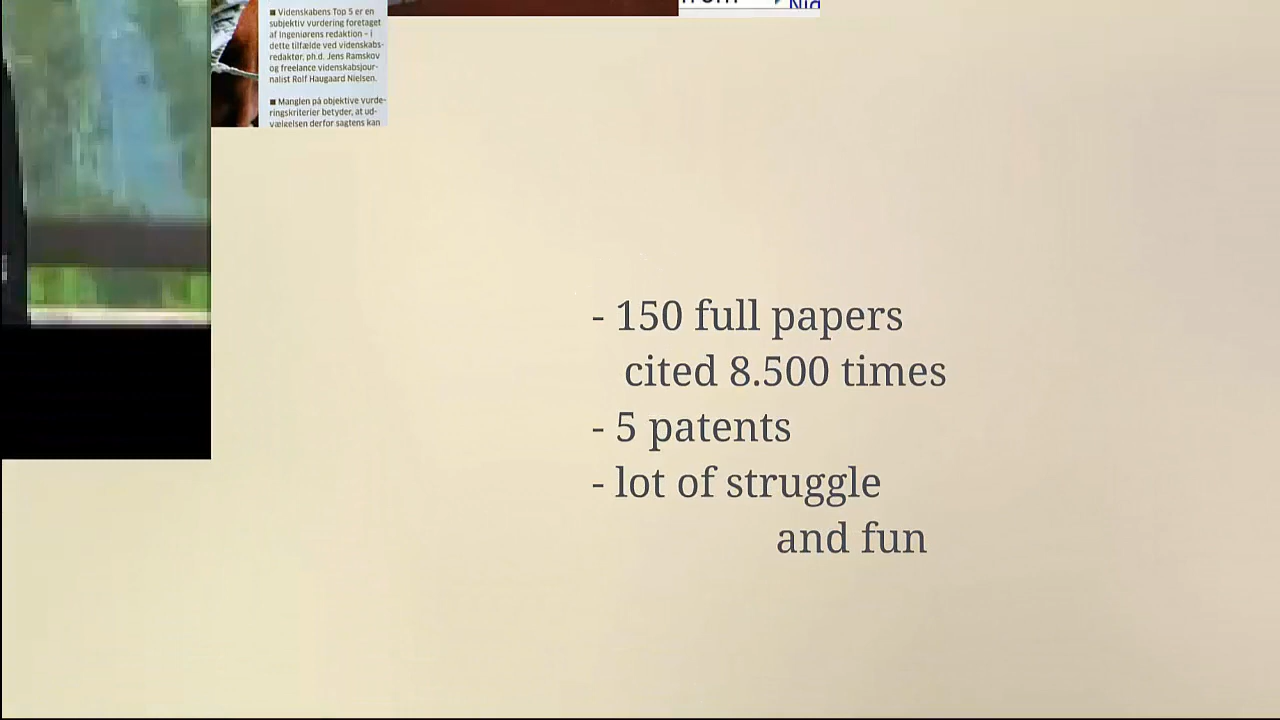 ■ Videnskabens Top 5 er en
subjektiv vurdering foretaget
af Ingeniørens redaktion – i
dette tilfælde ved videnskabs-
redaktør, ph.d. Jens Ramskov
og freelance videnskabsjour-
nalist Rolf Haugaard Nielsen.
■ Manglen på objektive vurde-
ringskriterier betyder, at ud-
vælgelsen derfor sagtens kan
- 150 full papers
cited 8.500 times
- 5 patents
- lot of struggle
and fun